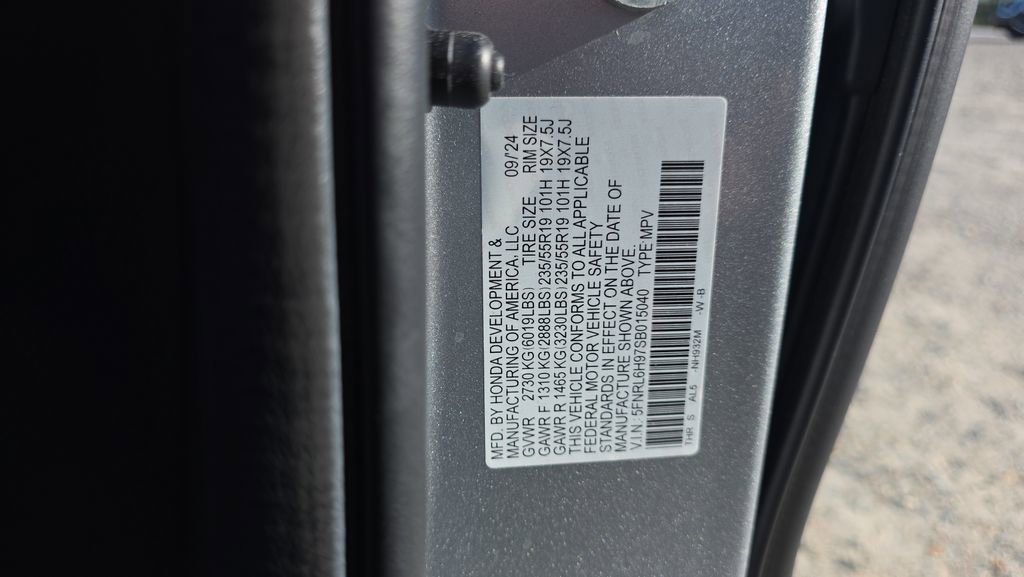 MFD. BY HONDA DEVELOPMENT &
MANUFACTURING OF AMERICA, LLC 09/'24
GVWR 2730 KG(6019LBS) TIRE SIZE RIM SIZE
GAWR F 1310 KG(2888LBS) 235/55R19 101H 19X7.5J
GAWR R 1465 KG(3230LBS) 235/55R19 101H 19X7.5J
THIS VEHICLE CONFORMS TO ALL APPLICABLE
FEDERAL MOTOR VEHICLE SAFETY
STANDARDS IN EFFECT ON THE DATE OF
MANUFACTURE SHOWN ABOVE.
V.I.N: 5FNRL6H97SB015040 TYPE MPV
THR S AL5 -NH932M -W -B